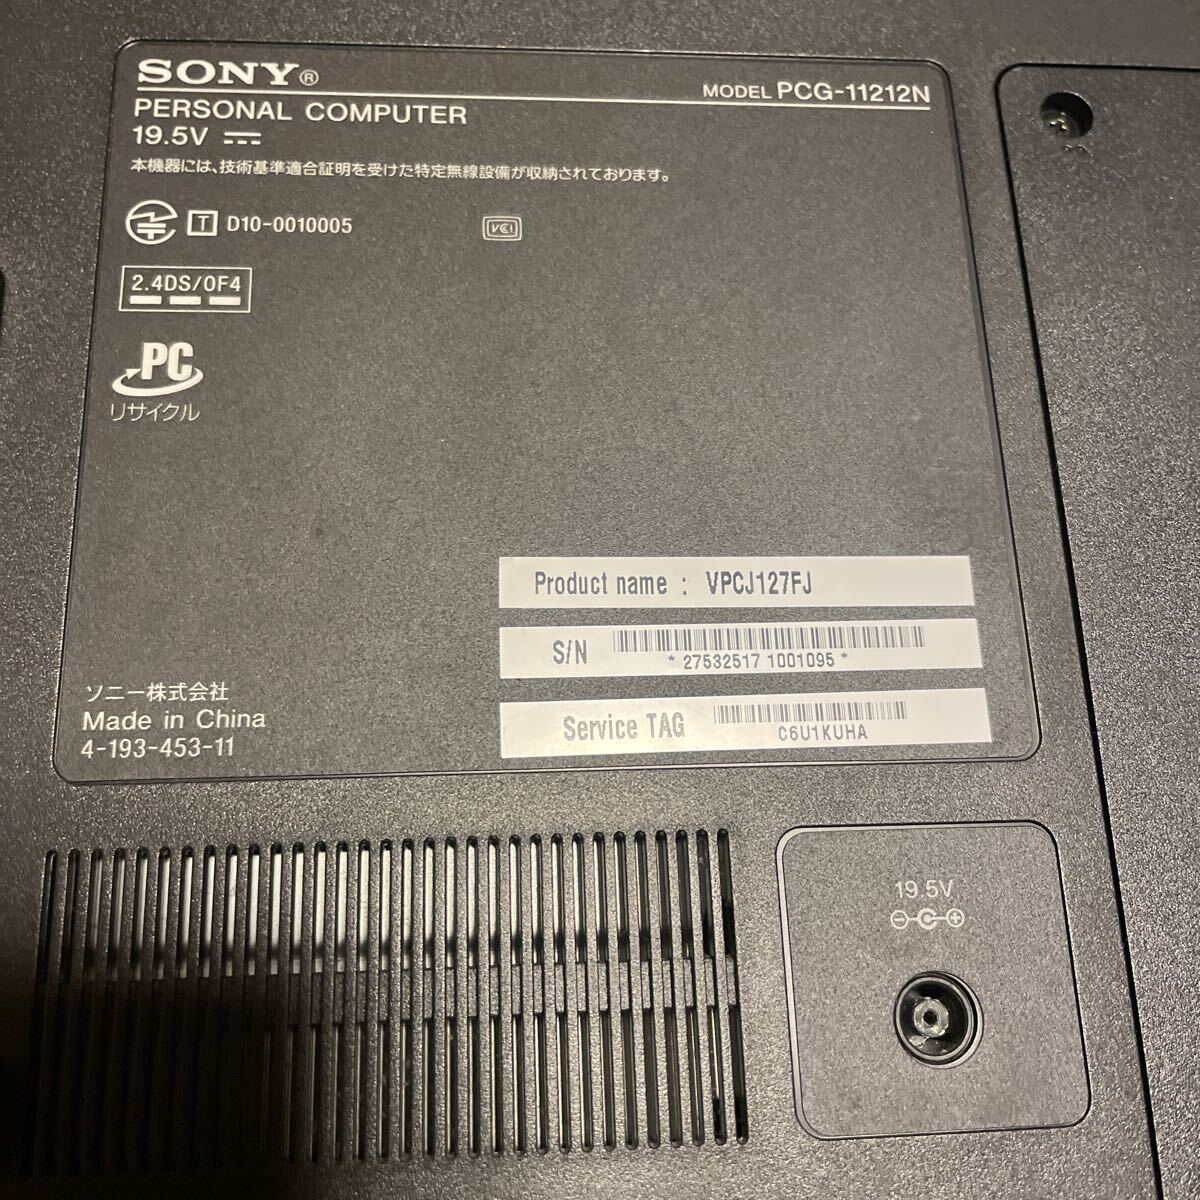 SONY®
MODEL PCG-11212N
PERSONAL COMPUTER
19.5V
本機器には、技術基準適合証明を受けた特定無線設備が収納されております。
T D10-0010005
VCI
2.4DS/OF4
PC
リサイクル
Product name : VPCJ127FJ
S/N
* 27532517 1001095 *
Service TAG
C6U1KUHA
ソニー株式会社
Made in China
4-193-453-11
19.5V